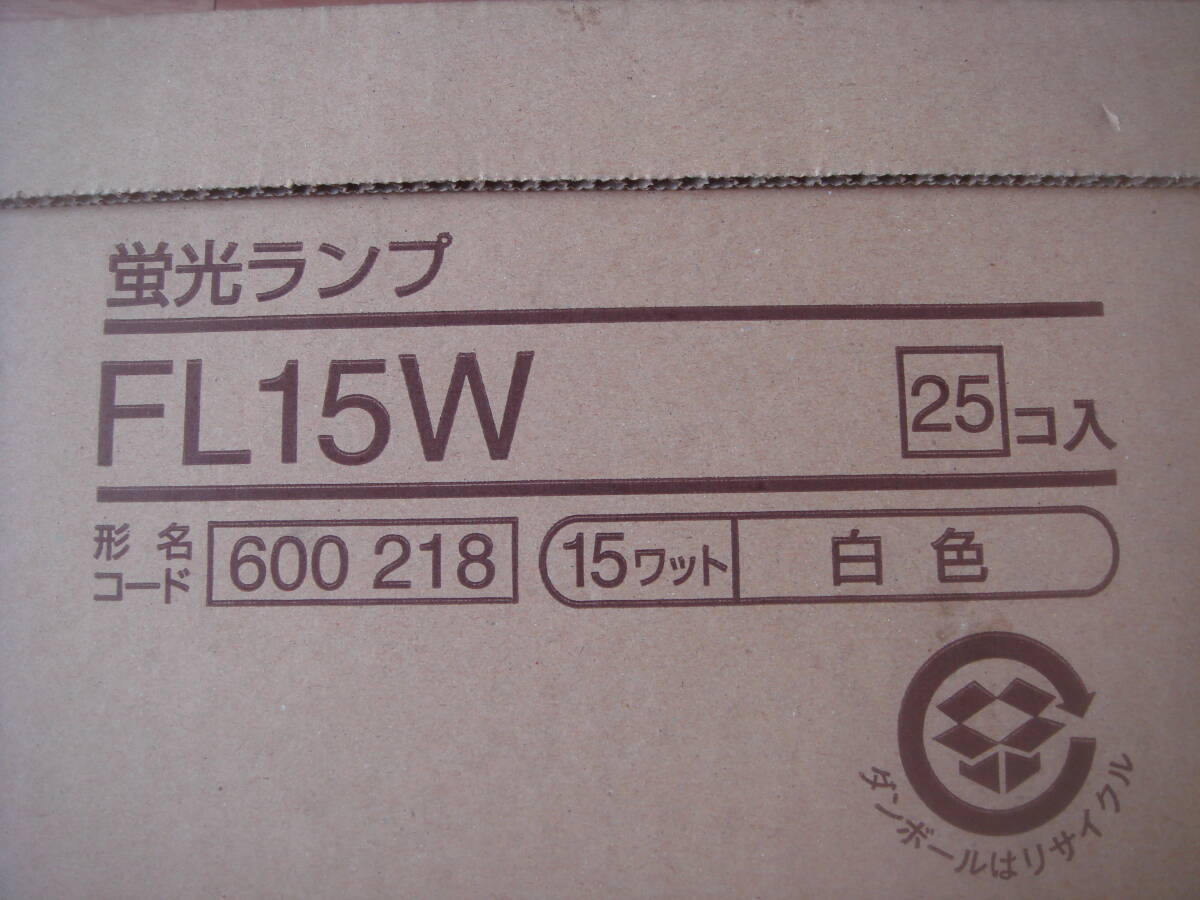 蛍光ランプ
FL15W
25コ入
形名
コード
600 218
15ワット
白色
ダンボールはリサイクル